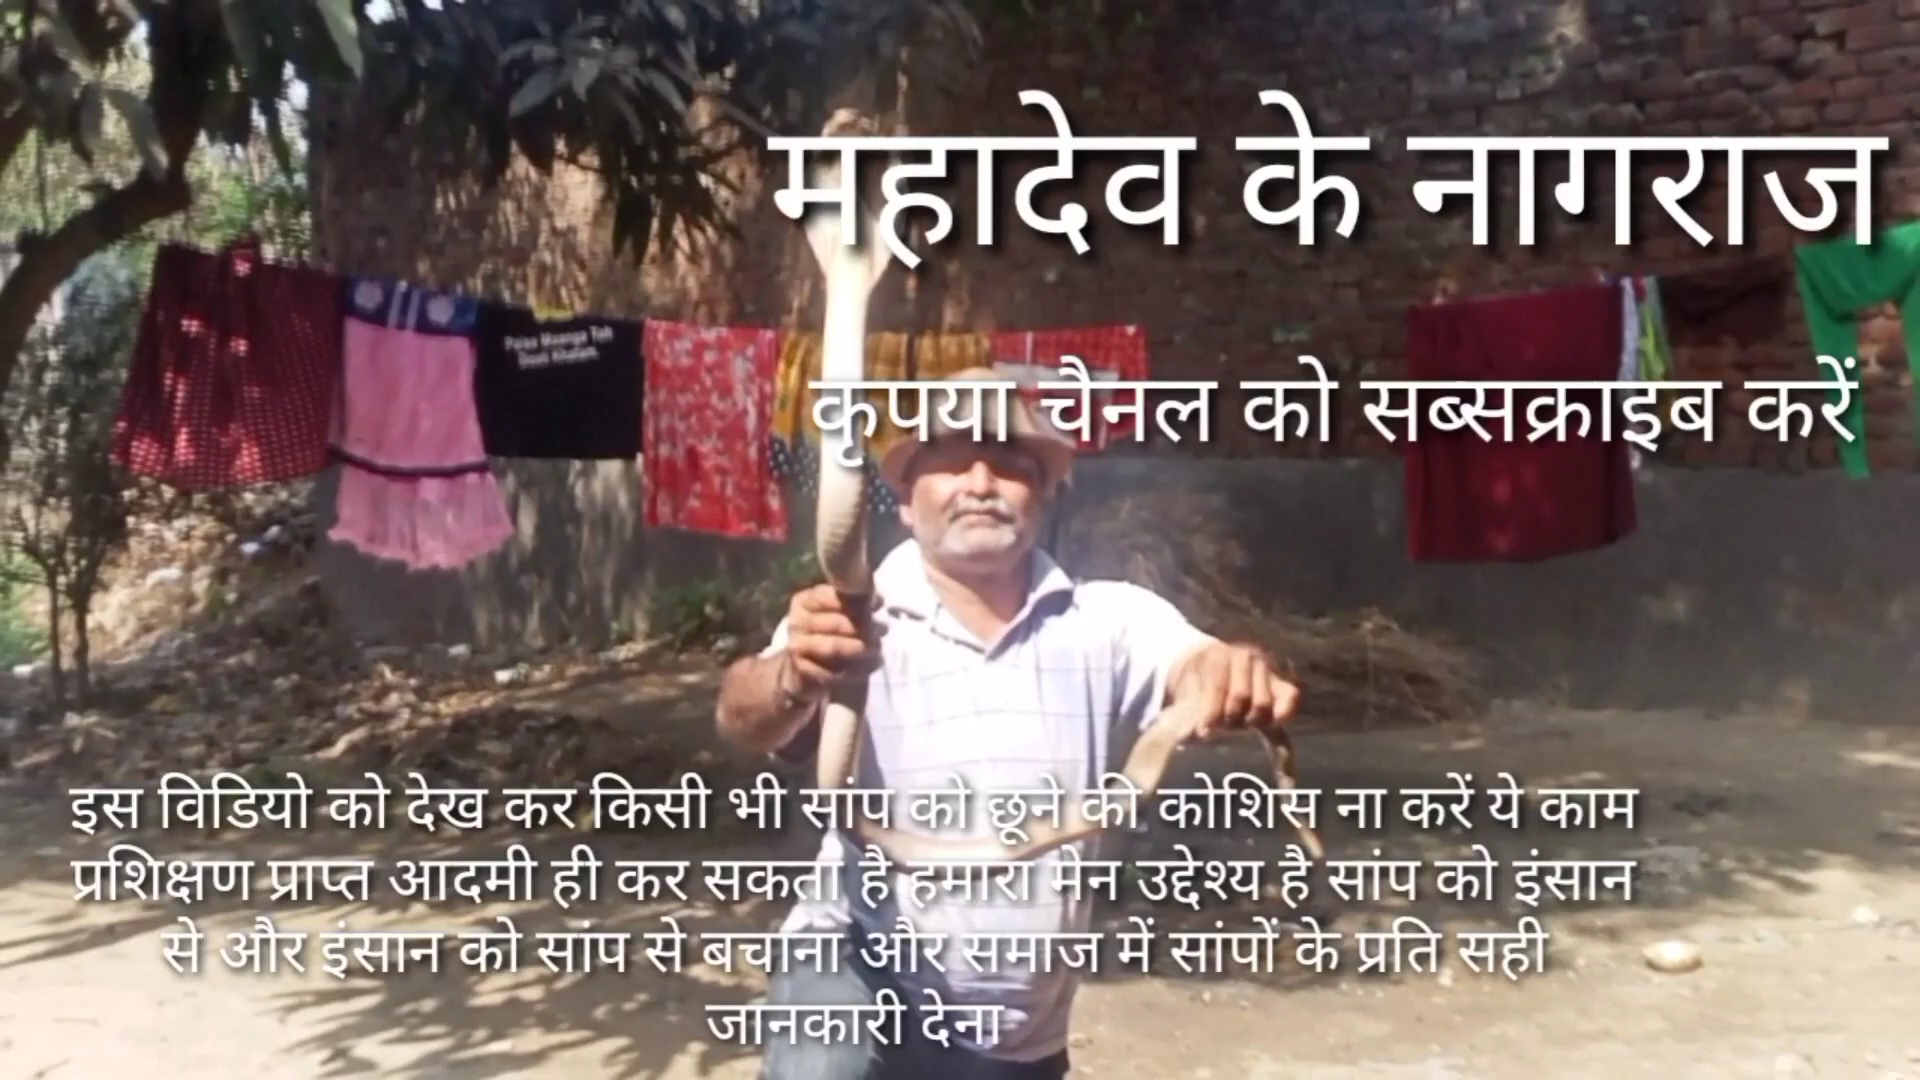 महादेव के नागराज
कृपया चैनल को सब्सक्राइब करें
इस विडियो को देख कर किसी भी सांप को छूने की कोशिस ना करें ये काम
प्रशिक्षण प्राप्त आदमी ही कर सकता है हमारा मेन उद्देश्य है सांप को इंसान
से और इंसान को सांप से बचाना और समाज में सांपों के प्रति सही
जानकारी देना